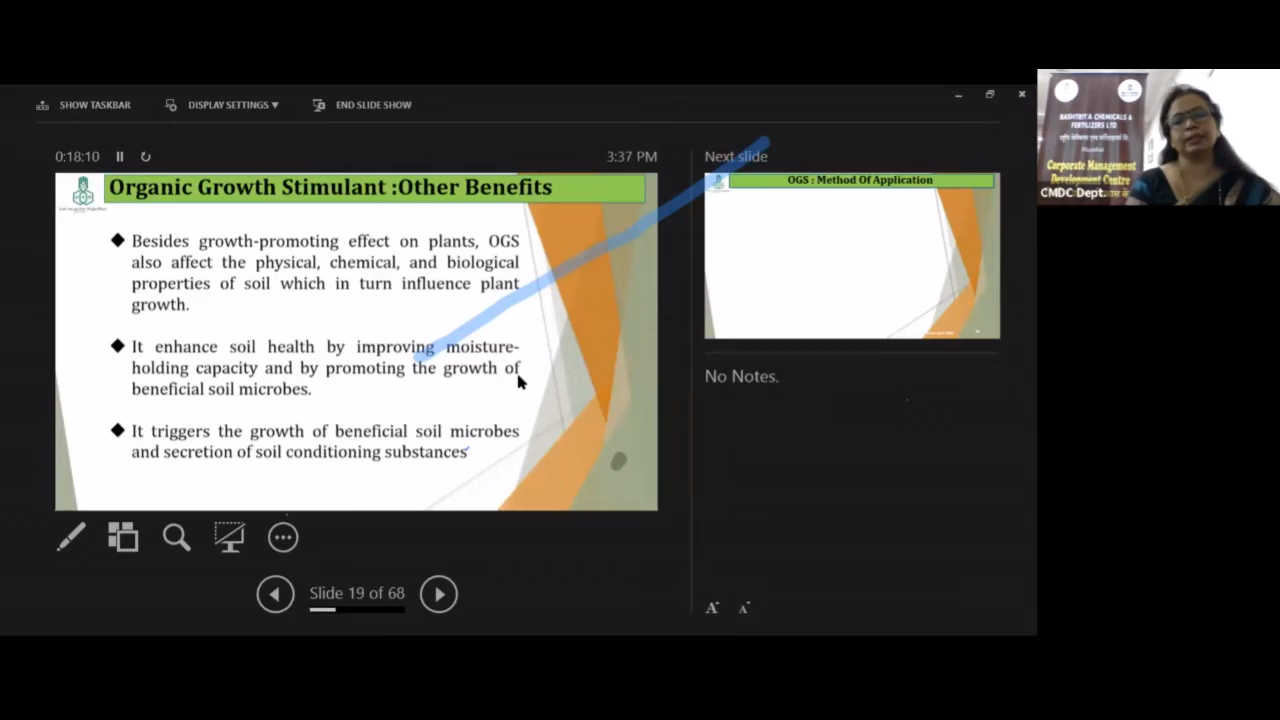 SHOW TASKBAR
DISPLAY SETTINGS ▼
END SLIDE SHOW
0:18:10
3:37 PM
Organic Growth Stimulant :Other Benefits
Besides growth-promoting effect on plants, OGS
also affect the physical, chemical, and biological
properties of soil which in turn influence plant
growth.
It enhance soil health by improving moisture-
holding capacity and by promoting the growth of
beneficial soil microbes.
It triggers the growth of beneficial soil microbes
and secretion of soil conditioning substances
Slide 19 of 68
Next slide
OGS : Method Of Application
No Notes.
A
A
CHEMICALS &
FERTILIZERS LTD
Mumbai
Corporate Management
Development Centre
CMDC Dept.